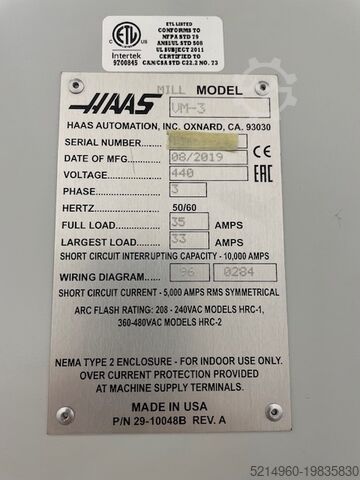 ETL LISTED
CONFORMS TO
NFPA STD 79
ANSI/UL STD 508
UL SUBJECT 2011
CERTIFIED TO
CAN/CSA STD C22.2 NO. 73
ETL
Intertek
9700845
HAAS
MILL MODEL
VM-3
HAAS AUTOMATION, INC. OXNARD, CA. 93030
SERIAL NUMBER
DATE OF MFG 08/2019
VOLTAGE 440
PHASE 3
HERTZ 50/60
FULL LOAD 35 AMPS
LARGEST LOAD 33 AMPS
CE
EAC
SHORT CIRCUIT INTERRUPTING CAPACITY - 10,000 AMPS
WIRING DIAGRAM 96 0284
SHORT CIRCUIT CURRENT - 5,000 AMPS RMS SYMMETRICAL
ARC FLASH RATING: 208 - 240VAC MODELS HRC-1,
360-480VAC MODELS HRC-2
NEMA TYPE 2 ENCLOSURE - FOR INDOOR USE ONLY.
OVER CURRENT PROTECTION PROVIDED
AT MACHINE SUPPLY TERMINALS.
MADE IN USA
P/N 29-10048B REV. A
5214960-19835830